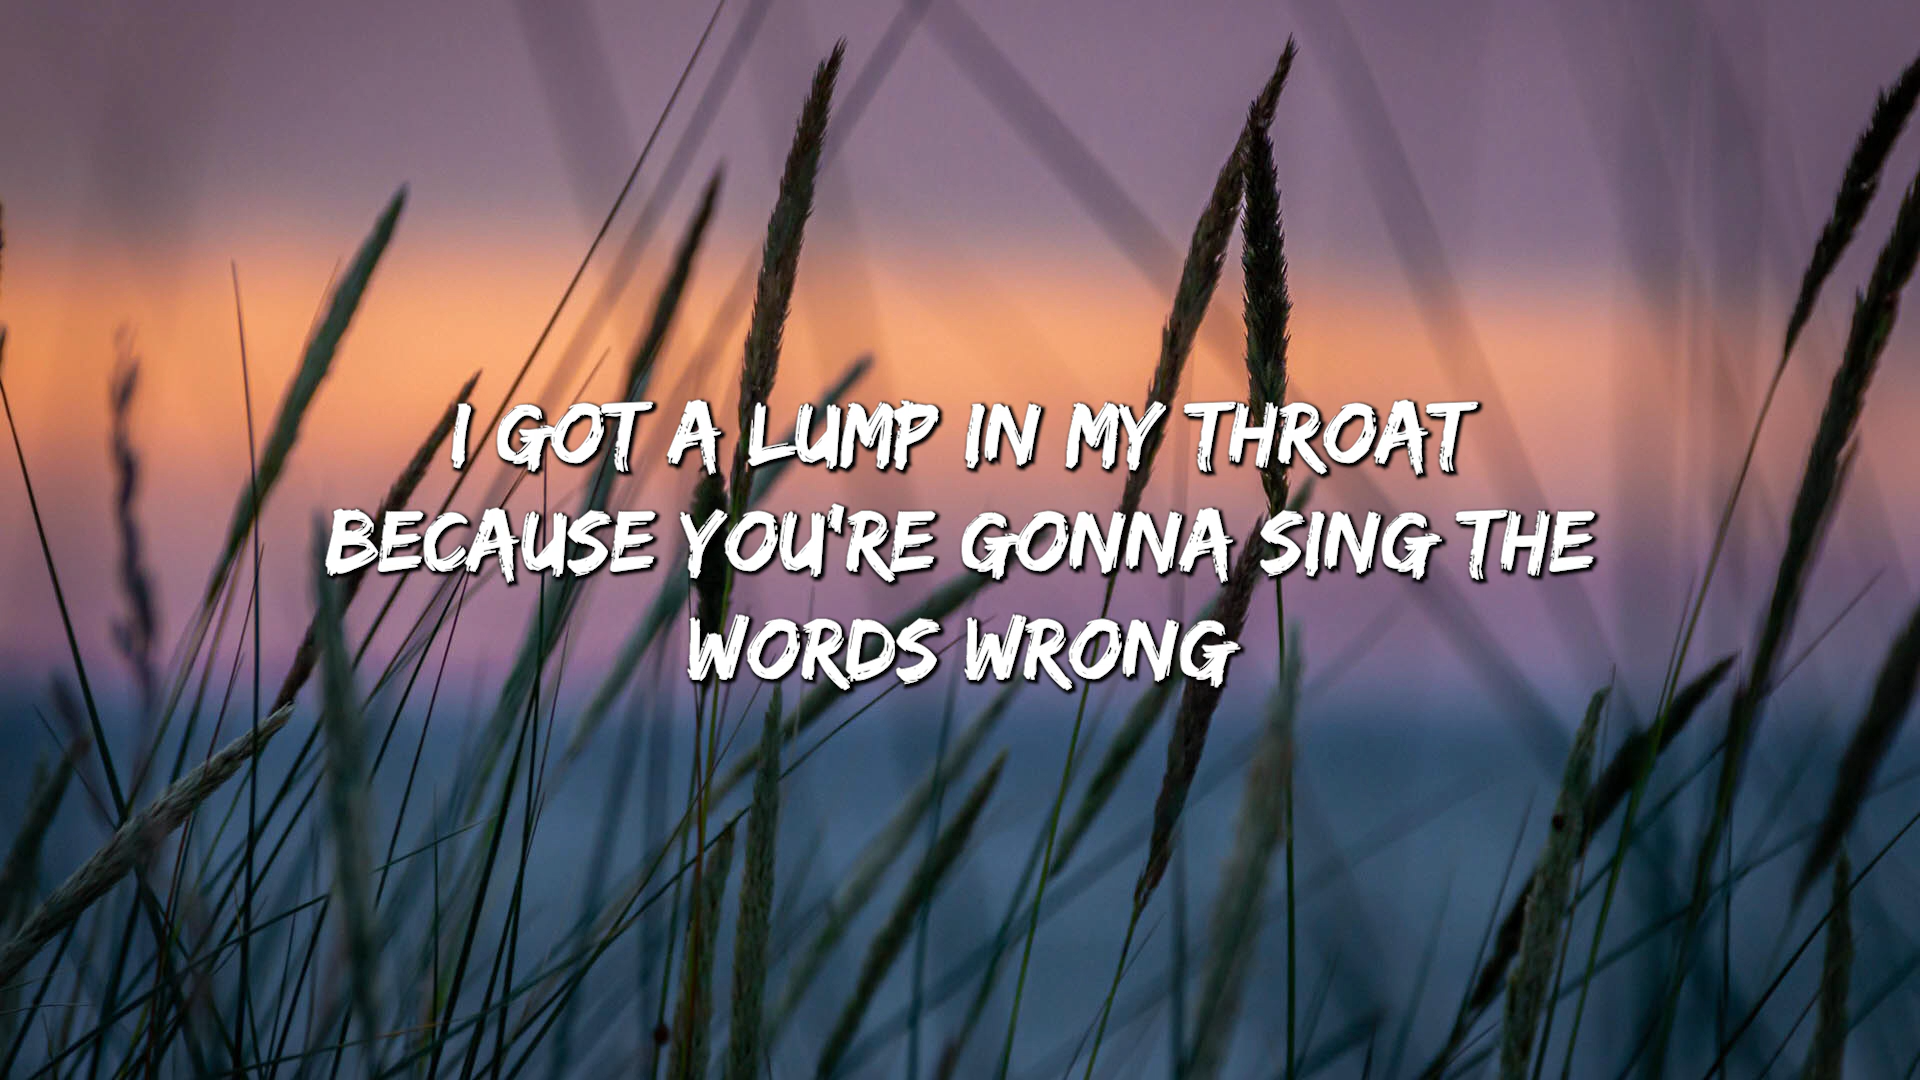 I GOT A LUMP IN MY THROAT
BECAUSE YOU'RE GONNA SING THE
WORDS WRONG